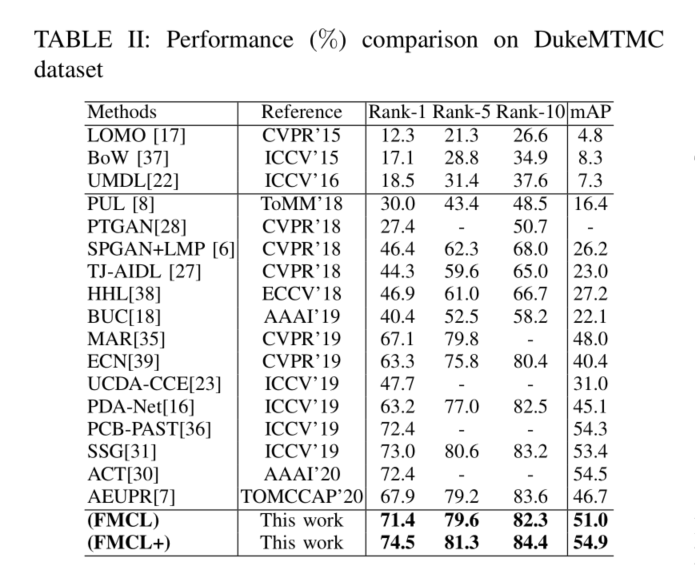 TABLE II: Performance (%) comparison on DukeMTMC
dataset
Methods Reference Rank-1 Rank-5 Rank-10 mAP
LOMO [17] CVPR'15 12.3 21.3 26.6 4.8
BoW [37] ICCV'15 17.1 28.8 34.9 8.3
UMDL[22] ICCV'16 18.5 31.4 37.6 7.3
PUL [8] ToMM'18 30.0 43.4 48.5 16.4
PTGAN[28] CVPR'18 27.4 - 50.7 -
SPGAN+LMP [6] CVPR'18 46.4 62.3 68.0 26.2
TJ-AIDL [27] CVPR'18 44.3 59.6 65.0 23.0
HHL[38] ECCV'18 46.9 61.0 66.7 27.2
BUC[18] AAAI'19 40.4 52.5 58.2 22.1
MAR[35] CVPR'19 67.1 79.8 - 48.0
ECN[39] CVPR'19 63.3 75.8 80.4 40.4
UCDA-CCE[23] ICCV'19 47.7 - - 31.0
PDA-Net[16] ICCV'19 63.2 77.0 82.5 45.1
PCB-PAST[36] ICCV'19 72.4 - - 54.3
SSG[31] ICCV'19 73.0 80.6 83.2 53.4
ACT[30] AAAI'20 72.4 - - 54.5
AEUPR[7] TOMCCAP'20 67.9 79.2 83.6 46.7
(FMCL) This work 71.4 79.6 82.3 51.0
(FMCL+) This work 74.5 81.3 84.4 54.9